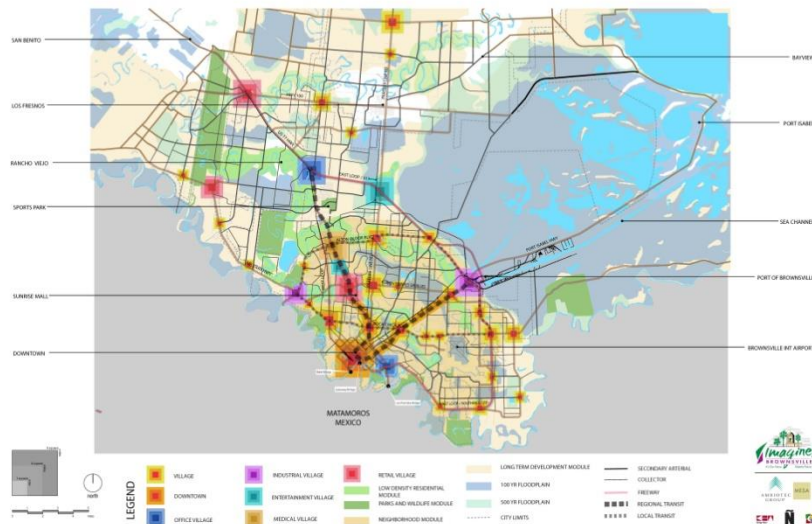 SAN BENITO
LOS FRESNOS
RANCHO VIEJO
SPORTS PARK
SUNRISE MALL
DOWNTOWN
BAYVIEW
PORT ISABEL
SEA CHANNEL
PORT OF BROWNSVILLE
BROWNSVILLE INT AIRPORT
PORT ISABEL HWY
MATAMOROS
MEXICO
north
LEGEND
VILLAGE
DOWNTOWN
OFFICE VILLAGE
INDUSTRIAL VILLAGE
ENTERTAINMENT VILLAGE
MEDICAL VILLAGE
RETAIL VILLAGE
LOW DENSITY RESIDENTIAL
MODULE
PARKS AND WILDLIFE MODULE
NEIGHBORHOOD MODULE
LONG TERM DEVELOPMENT MODULE
100 YR FLOODPLAIN
500 YR FLOODPLAIN
CITY LIMITS
SECONDARY ARTERIAL
COLLECTOR
FREEWAY
REGIONAL TRANSIT
LOCAL TRANSIT
Imagine
BROWNSVILLE